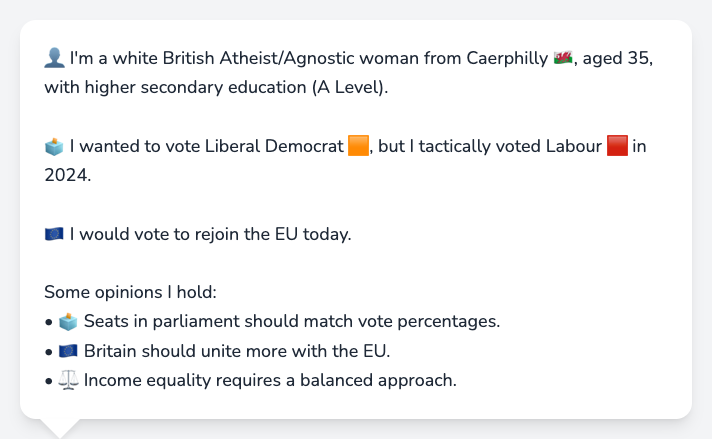 👤 I'm a white British Atheist/Agnostic woman from Caerphilly 🏴󠁧󠁢󠁷󠁬󠁳󠁿, aged 35,
with higher secondary education (A Level).
🗳️ I wanted to vote Liberal Democrat 🟧, but I tactically voted Labour 🟥 in
2024.
🇪🇺 I would vote to rejoin the EU today.
Some opinions I hold:
• 🗳️ Seats in parliament should match vote percentages.
• 🇪🇺 Britain should unite more with the EU.
• ⚖️ Income equality requires a balanced approach.